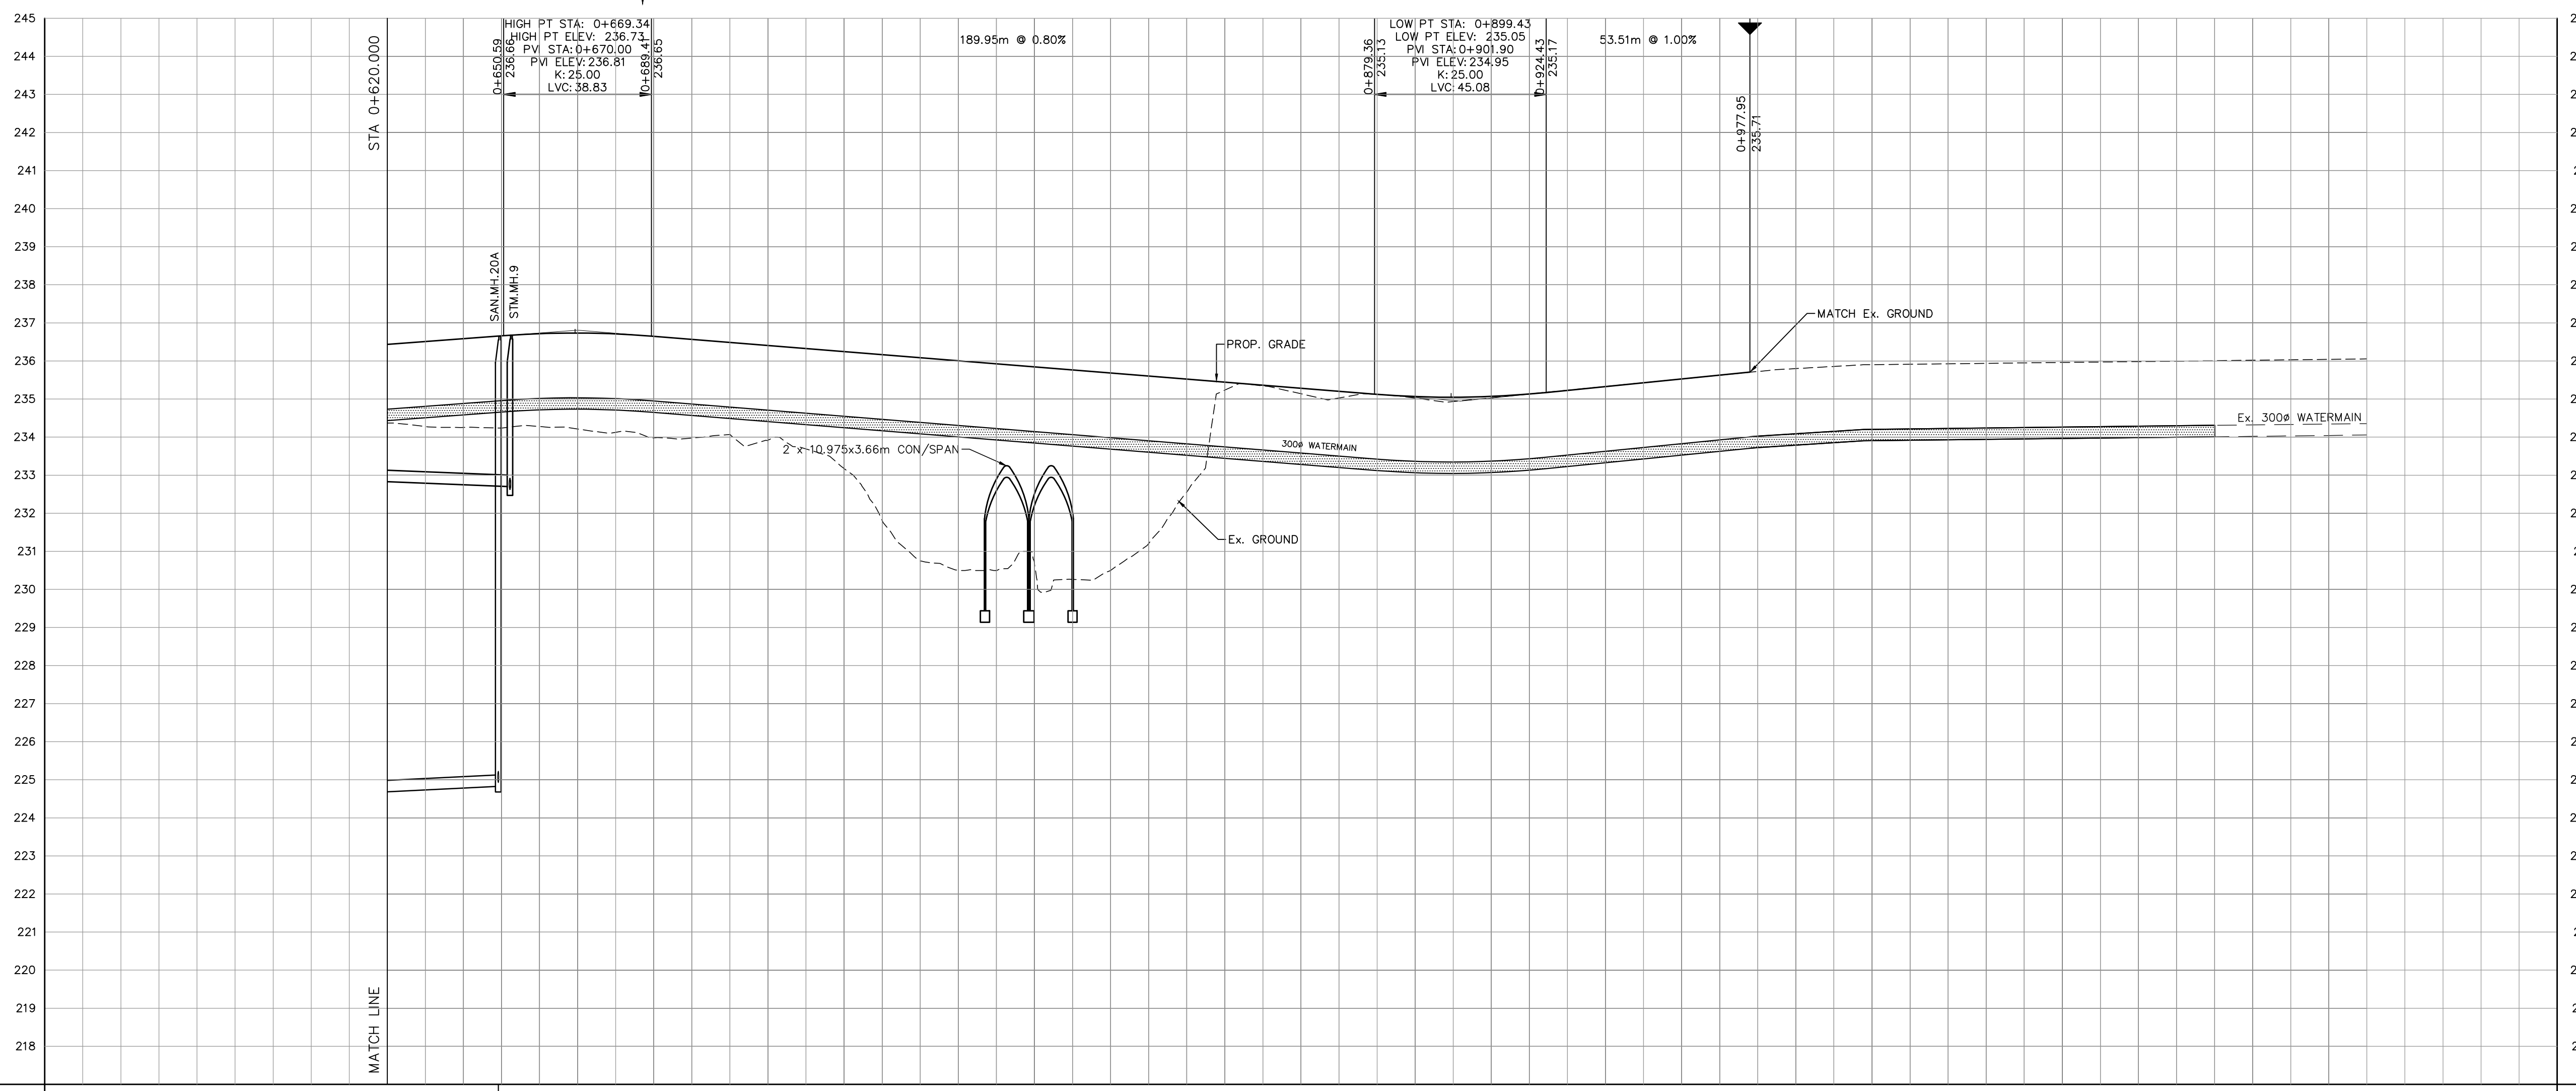 245
244
243
242
241
240
239
238
237
236
235
234
233
232
231
230
229
228
227
226
225
224
223
222
221
220
219
218
STA 0+620.000
MATCH LINE
0+650.59
236.66
HIGH PT STA: 0+669.34
HIGH PT ELEV: 236.73
PVI STA: 0+670.00
PVI ELEV: 236.81
K: 25.00
LVC: 38.83
0+689.41
236.65
189.95m @ 0.80%
0+879.36
235.13
LOW PT STA: 0+899.43
LOW PT ELEV: 235.05
PVI STA: 0+901.90
PVI ELEV: 234.95
K: 25.00
LVC: 45.08
0+924.43
235.17
53.51m @ 1.00%
0+977.95
235.71
SAN.MH.20A
STM.MH.9
MATCH Ex. GROUND
PROP. GRADE
2 x 10.975x3.66m CON/SPAN
300ø WATERMAIN
Ex. 300ø WATERMAIN
Ex. GROUND